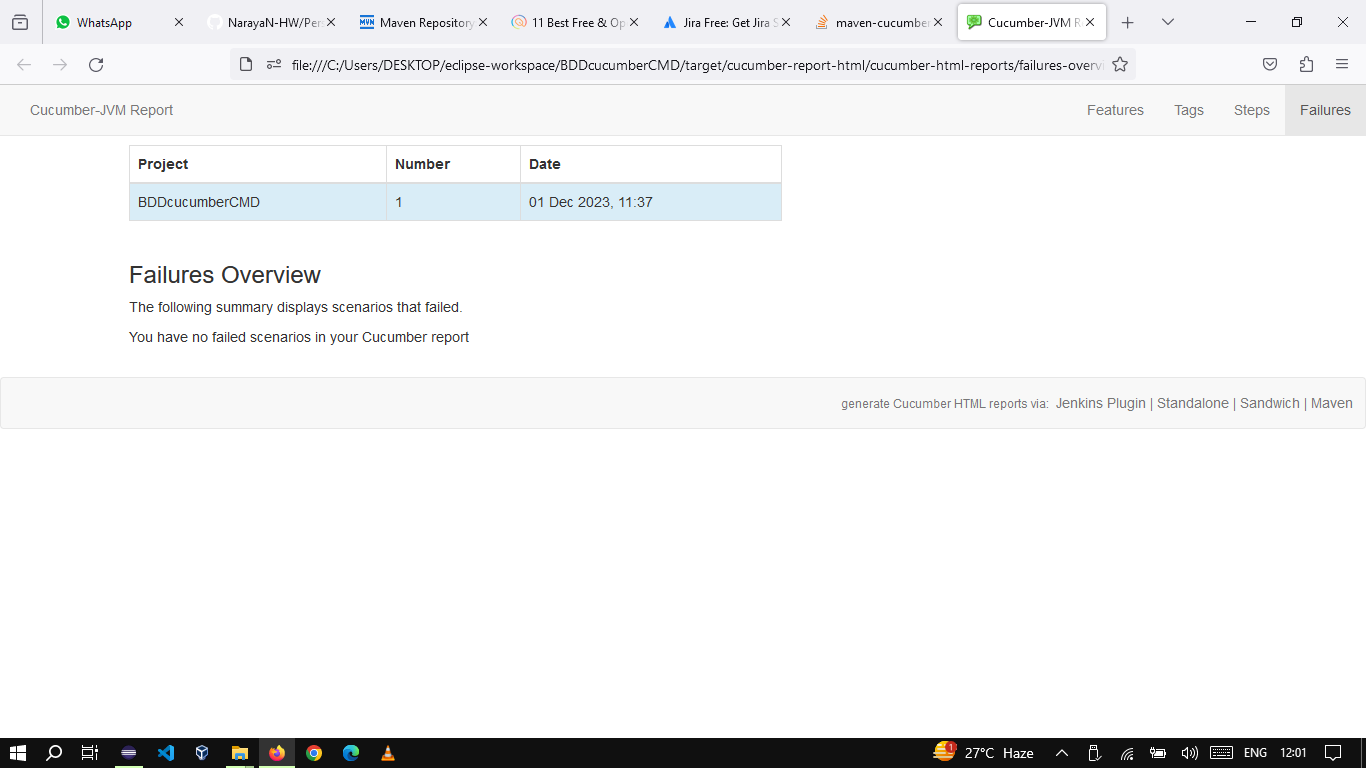 WhatsApp
NarayaN-HW/Per
Maven Repository
11 Best Free & Op
Jira Free: Get Jira S
maven-cucumber
Cucumber-JVM R
file:///C:/Users/DESKTOP/eclipse-workspace/BDDcucumberCMD/target/cucumber-report-html/cucumber-html-reports/failures-overvi
Cucumber-JVM Report
Features
Tags
Steps
Failures
Project Number Date
BDDcucumberCMD 1 01 Dec 2023, 11:37
Failures Overview
The following summary displays scenarios that failed.
You have no failed scenarios in your Cucumber report
generate Cucumber HTML reports via: Jenkins Plugin | Standalone | Sandwich | Maven
1
27°C Haze
ENG
12:01